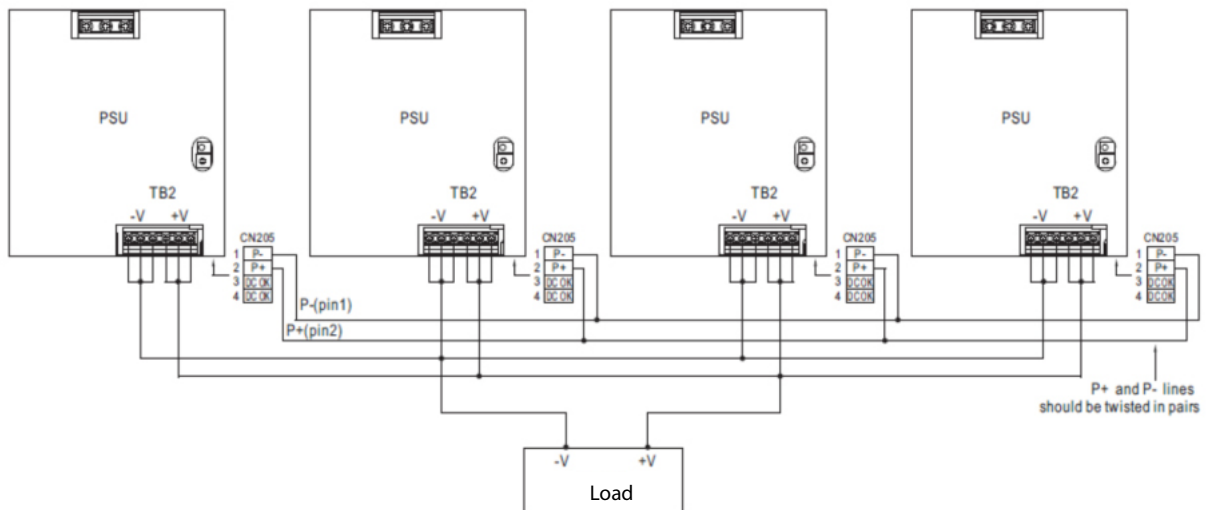 PSU PSU PSU PSU
TB2 TB2 TB2 TB2
-V +V -V +V -V +V -V +V
CN205 CN205 CN205 CN205
1 P- 1 P- 1 P- 1 P-
2 P+ 2 P+ 2 P+ 2 P+
3 DC OK 3 DC OK 3 DC OK 3 DC OK
4 DC OK 4 DC OK 4 DC OK 4 DC OK
P-(pin1)
P+(pin2)
P+ and P- lines
should be twisted in pairs
-V +V
Load